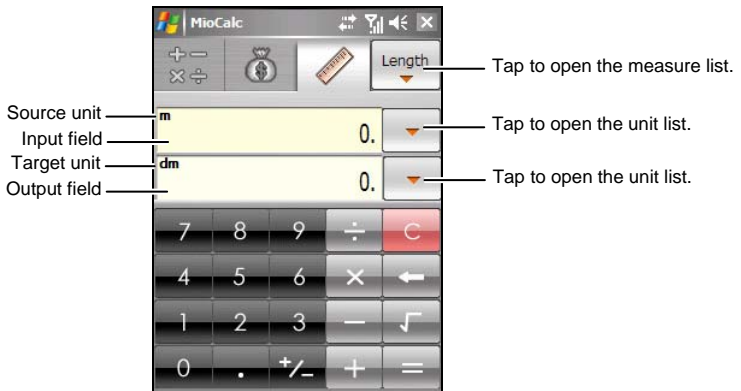 MioCalc
Length
Tap to open the measure list.
Source unit
m
Tap to open the unit list.
Input field
0.
Target unit
dm
Tap to open the unit list.
Output field
0.
7 8 9 ÷ C
4 5 6 × ←
1 2 3 − √
0 . +/− + =